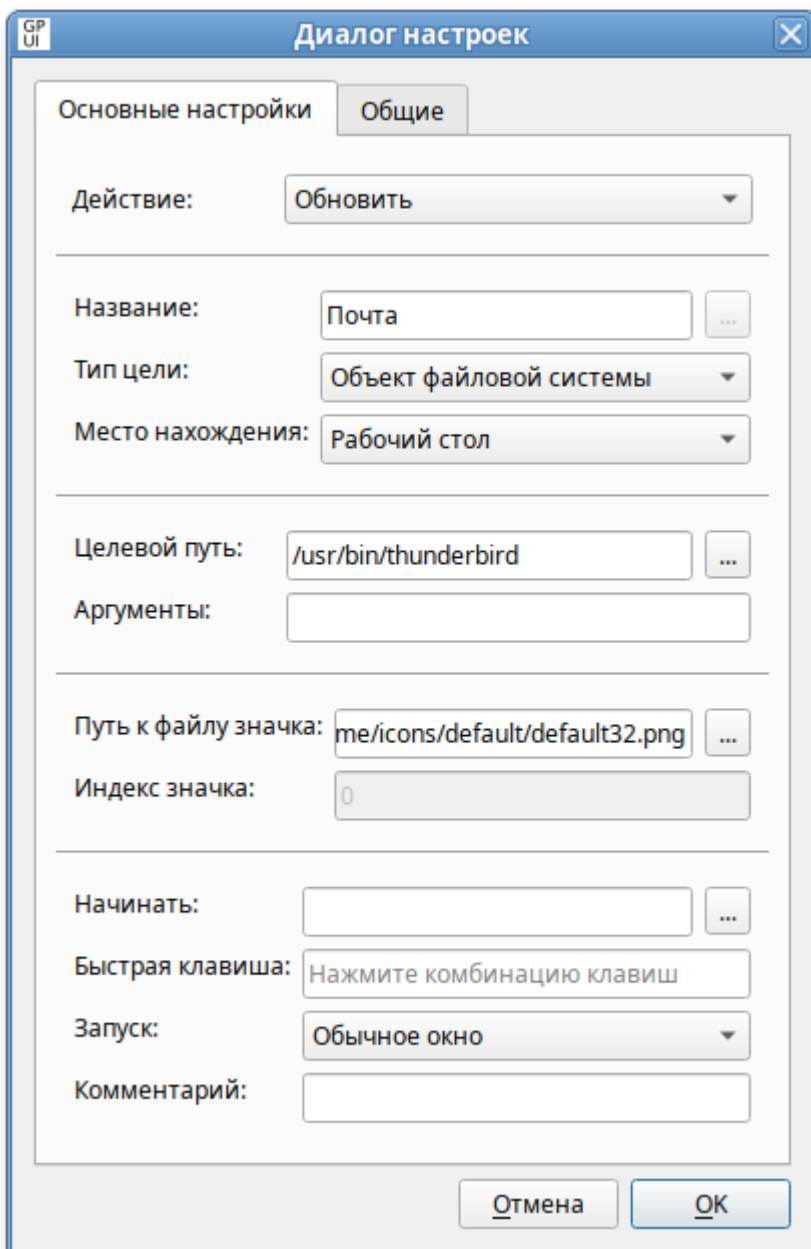 GP
UI
Диалог настроек
Основные настройки Общие
Действие: Обновить
Название: Почта ...
Тип цели: Объект файловой системы
Место нахождения: Рабочий стол
Целевой путь: /usr/bin/thunderbird ...
Аргументы:
Путь к файлу значка: me/icons/default/default32.png ...
Индекс значка: 0
Начинать: ...
Быстрая клавиша: Нажмите комбинацию клавиш
Запуск: Обычное окно
Комментарий:
Отмена OK